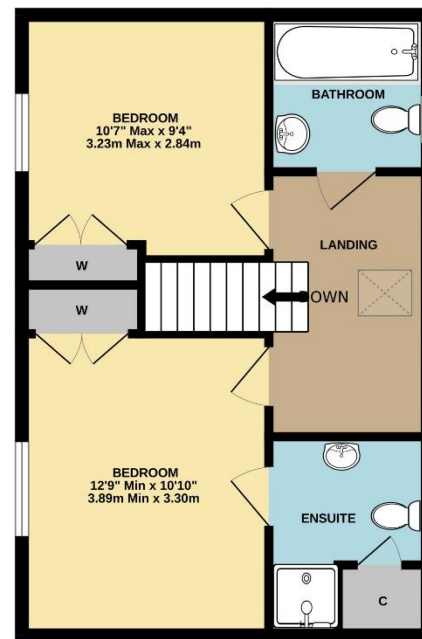 BATHROOM
BEDROOM
10'7" Max x 9'4"
3.23m Max x 2.84m
LANDING
W
W
OWN
BEDROOM
12'9" Min x 10'10"
3.89m Min x 3.30m
ENSUITE
C